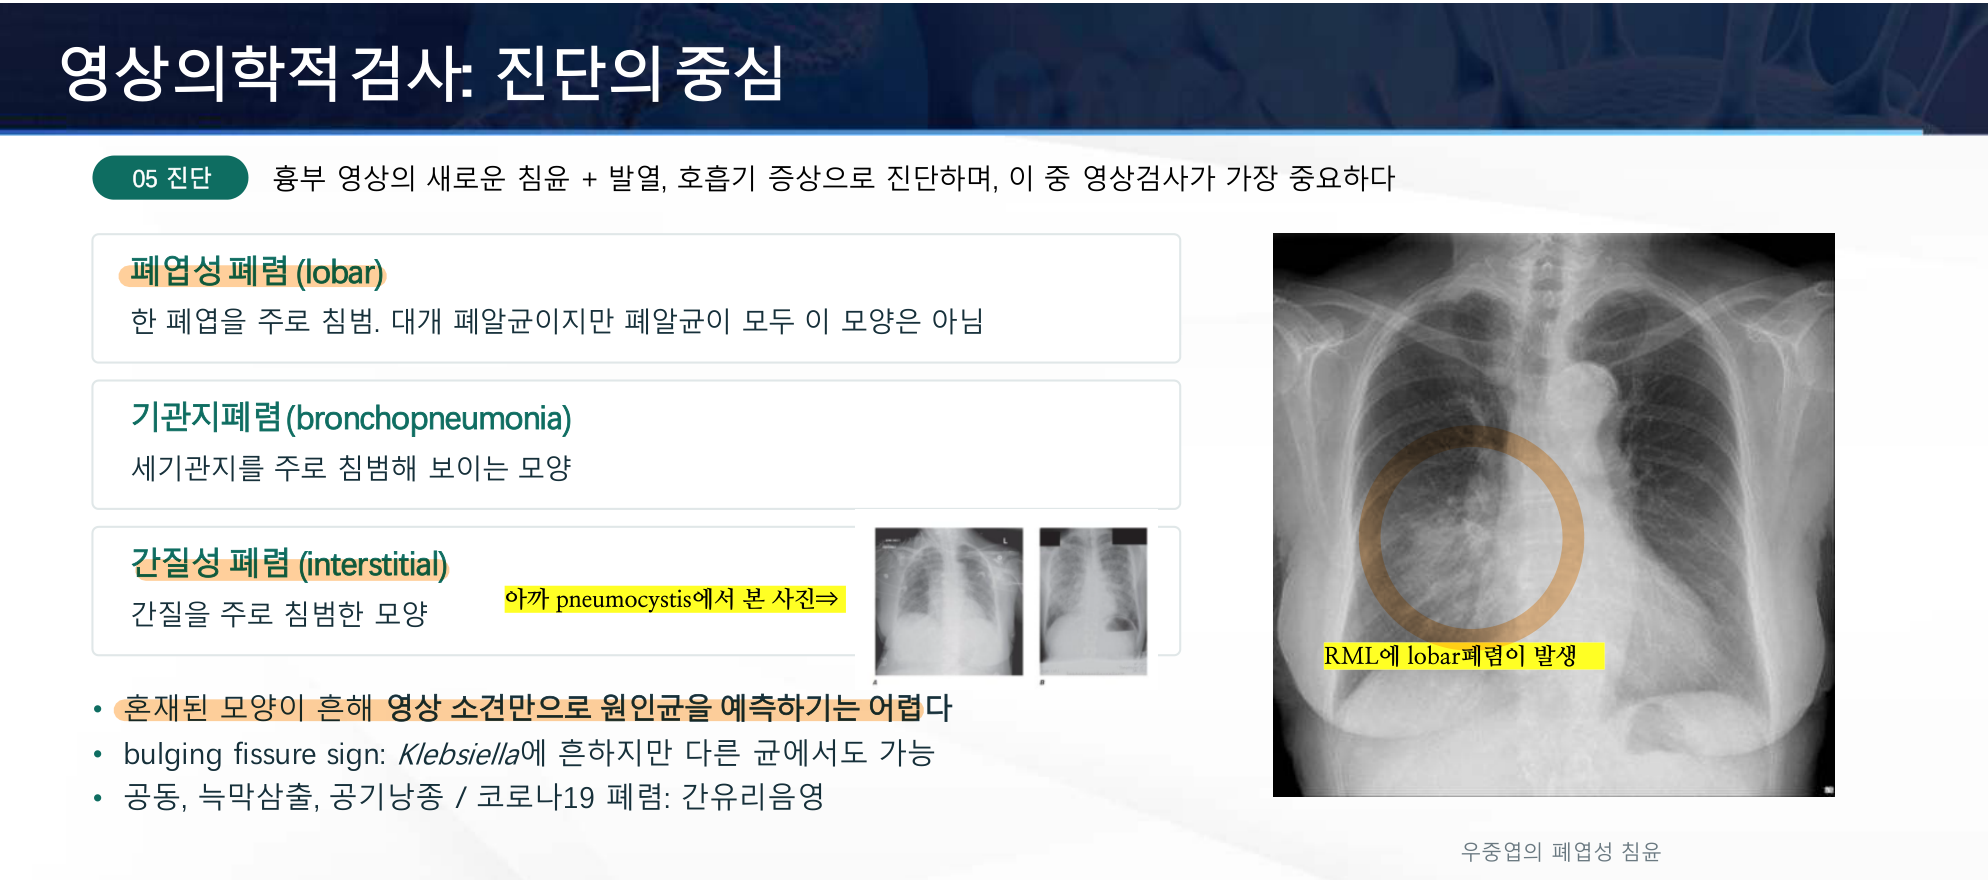 영상의학적 검사: 진단의 중심
05 진단
흉부 영상의 새로운 침윤 + 발열, 호흡기 증상으로 진단하며, 이 중 영상검사가 가장 중요하다
폐엽성 폐렴 (lobar)
한 폐엽을 주로 침범. 대개 폐알균이지만 폐알균이 모두 이 모양은 아님
기관지폐렴 (bronchopneumonia)
세기관지를 주로 침범해 보이는 모양
간질성 폐렴 (interstitial)
간질을 주로 침범한 모양
아까 pneumocystis에서 본 사진⇒
L
A
B
• 혼재된 모양이 흔해 영상 소견만으로 원인균을 예측하기는 어렵다
• bulging fissure sign: Klebsiella에 흔하지만 다른 균에서도 가능
• 공동, 늑막삼출, 공기낭종 / 코로나19 폐렴: 간유리음영
RML에 lobar폐렴이 발생
우중엽의 폐엽성 침윤